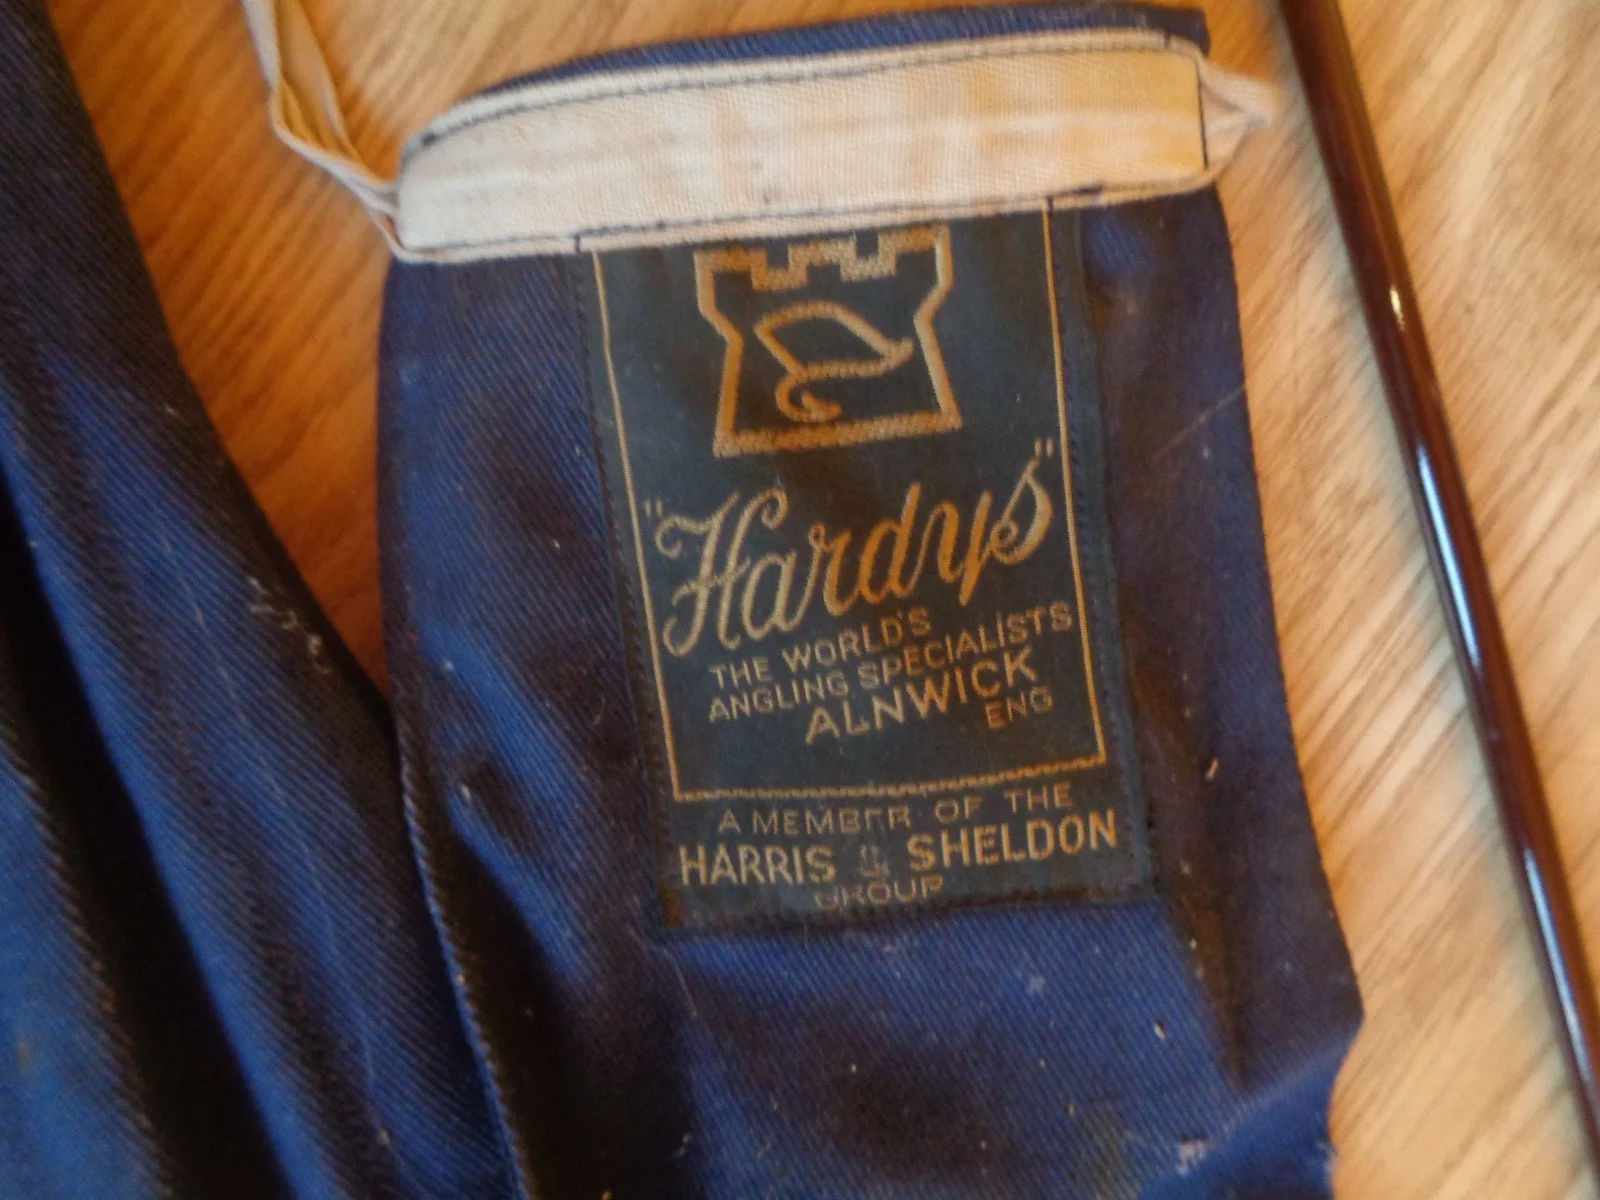 "Hardys"
THE WORLD'S
ANGLING SPECIALISTS
ALNWICK
ENG
A MEMBER OF THE
HARRIS & SHELDON
GROUP